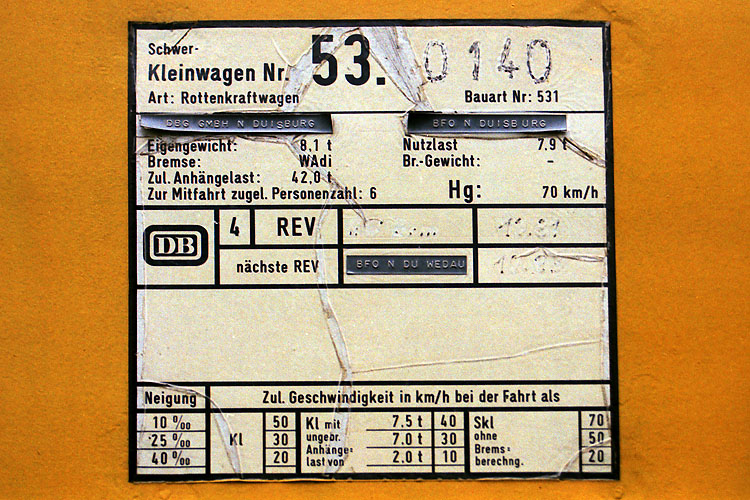 Schwer-
Kleinwagen Nr. 53. 0140
Art: Rottenkraftwagen Bauart Nr: 531
DBG GMBH N DUISBURG BFO N DUISBURG
Eigengewicht: 8,1 t Nutzlast 7.9 t
Bremse: WAdi Br.-Gewicht: -
Zul. Anhängelast: 42,0 t
Zur Mitfahrt zugel. Personenzahl: 6 Hg: 70 km/h
DB 4 REV
nächste REV BFO N DU WEDAU
Neigung Zul. Geschwindigkeit in km/h bei der Fahrt als
10 ‰ 50 Kl mit 7.5 t 40 Skl 70
25 ‰ Kl 30 ungebr. 7.0 t 30 ohne 50
40 ‰ 20 Anhänge= 2.0 t 10 Brems= 20
last von berechng.